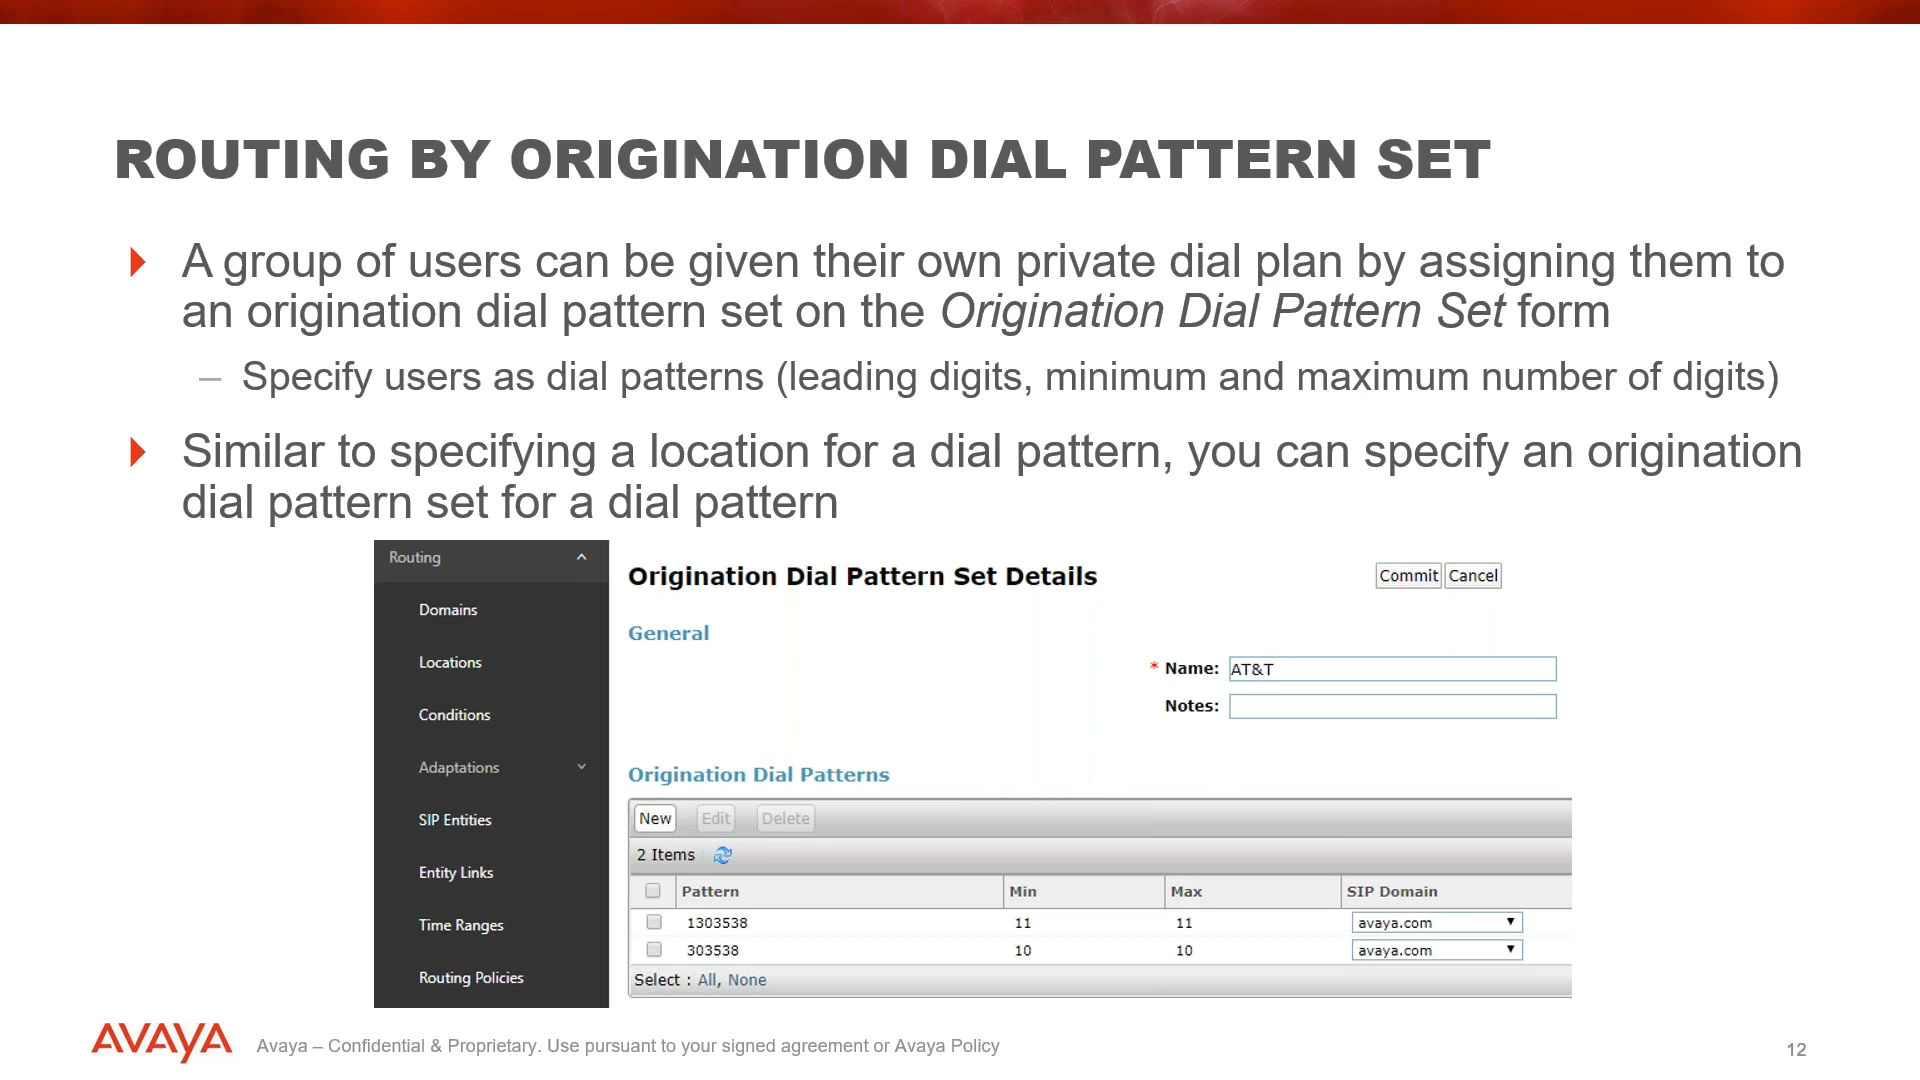 ROUTING BY ORIGINATION DIAL PATTERN SET
A group of users can be given their own private dial plan by assigning them to
an origination dial pattern set on the Origination Dial Pattern Set form
– Specify users as dial patterns (leading digits, minimum and maximum number of digits)
Similar to specifying a location for a dial pattern, you can specify an origination
dial pattern set for a dial pattern
Routing
Domains
Locations
Conditions
Adaptations
SIP Entities
Entity Links
Time Ranges
Routing Policies
Origination Dial Pattern Set Details
Commit Cancel
General
* Name: AT&T
Notes:
Origination Dial Patterns
New Edit Delete
2 Items
Pattern Min Max SIP Domain
1303538 11 11 avaya.com
303538 10 10 avaya.com
Select : All, None
AVAYA
Avaya – Confidential & Proprietary. Use pursuant to your signed agreement or Avaya Policy
12